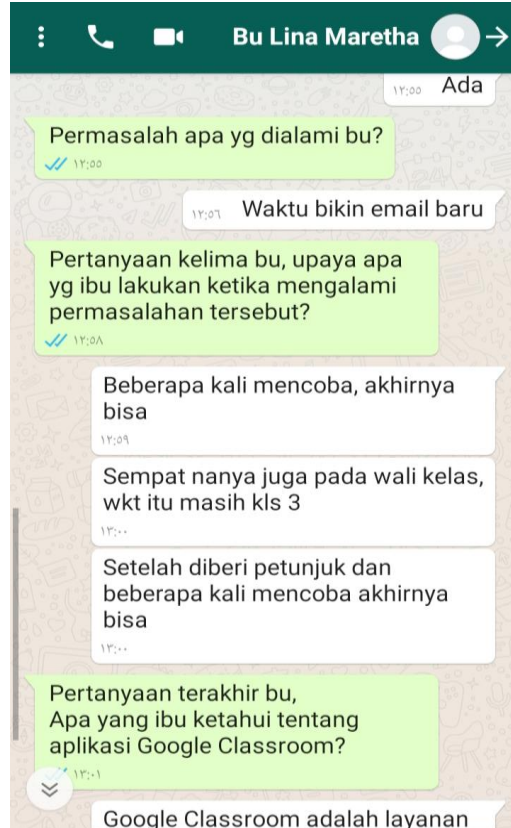 Bu Lina Maretha
Ada
١٢:٥٥
Permasalah apa yg dialami bu?
١٢:٥٥
Waktu bikin email baru
١٢:٥٦
Pertanyaan kelima bu, upaya apa
yg ibu lakukan ketika mengalami
permasalahan tersebut?
١٢:٥٨
Beberapa kali mencoba, akhirnya
bisa
١٢:٥٩
Sempat nanya juga pada wali kelas,
wkt itu masih kls 3
١٣:٠٠
Setelah diberi petunjuk dan
beberapa kali mencoba akhirnya
bisa
١٣:٠٠
Pertanyaan terakhir bu,
Apa yang ibu ketahui tentang
aplikasi Google Classroom?
١٣:٠١
Google Classroom adalah layanan